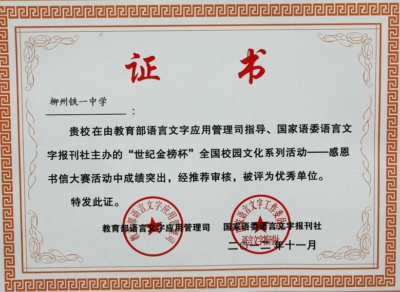 证书
柳州铁一中学：
贵校在由教育部语言文字应用管理司指导、国家语委语言文
字报刊社主办的“世纪金榜杯”全国校园文化系列活动——感恩
书信大赛活动中成绩突出，经推荐审核，被评为优秀单位。
特发此证。
教育部语言文字应用管理司 国家语委语言文字报刊社
二〇一二年十一月